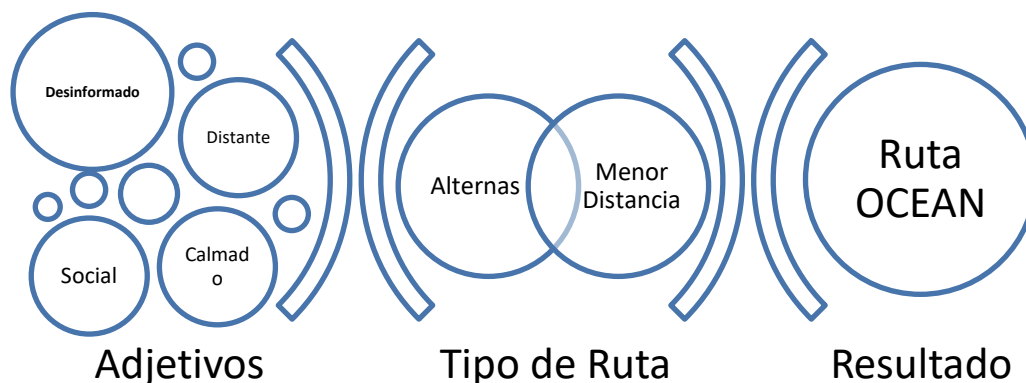 Desinformado
Distante
Social
Calmad
o
Alternas
Menor
Distancia
Ruta
OCEAN
Adjetivos
Tipo de Ruta
Resultado